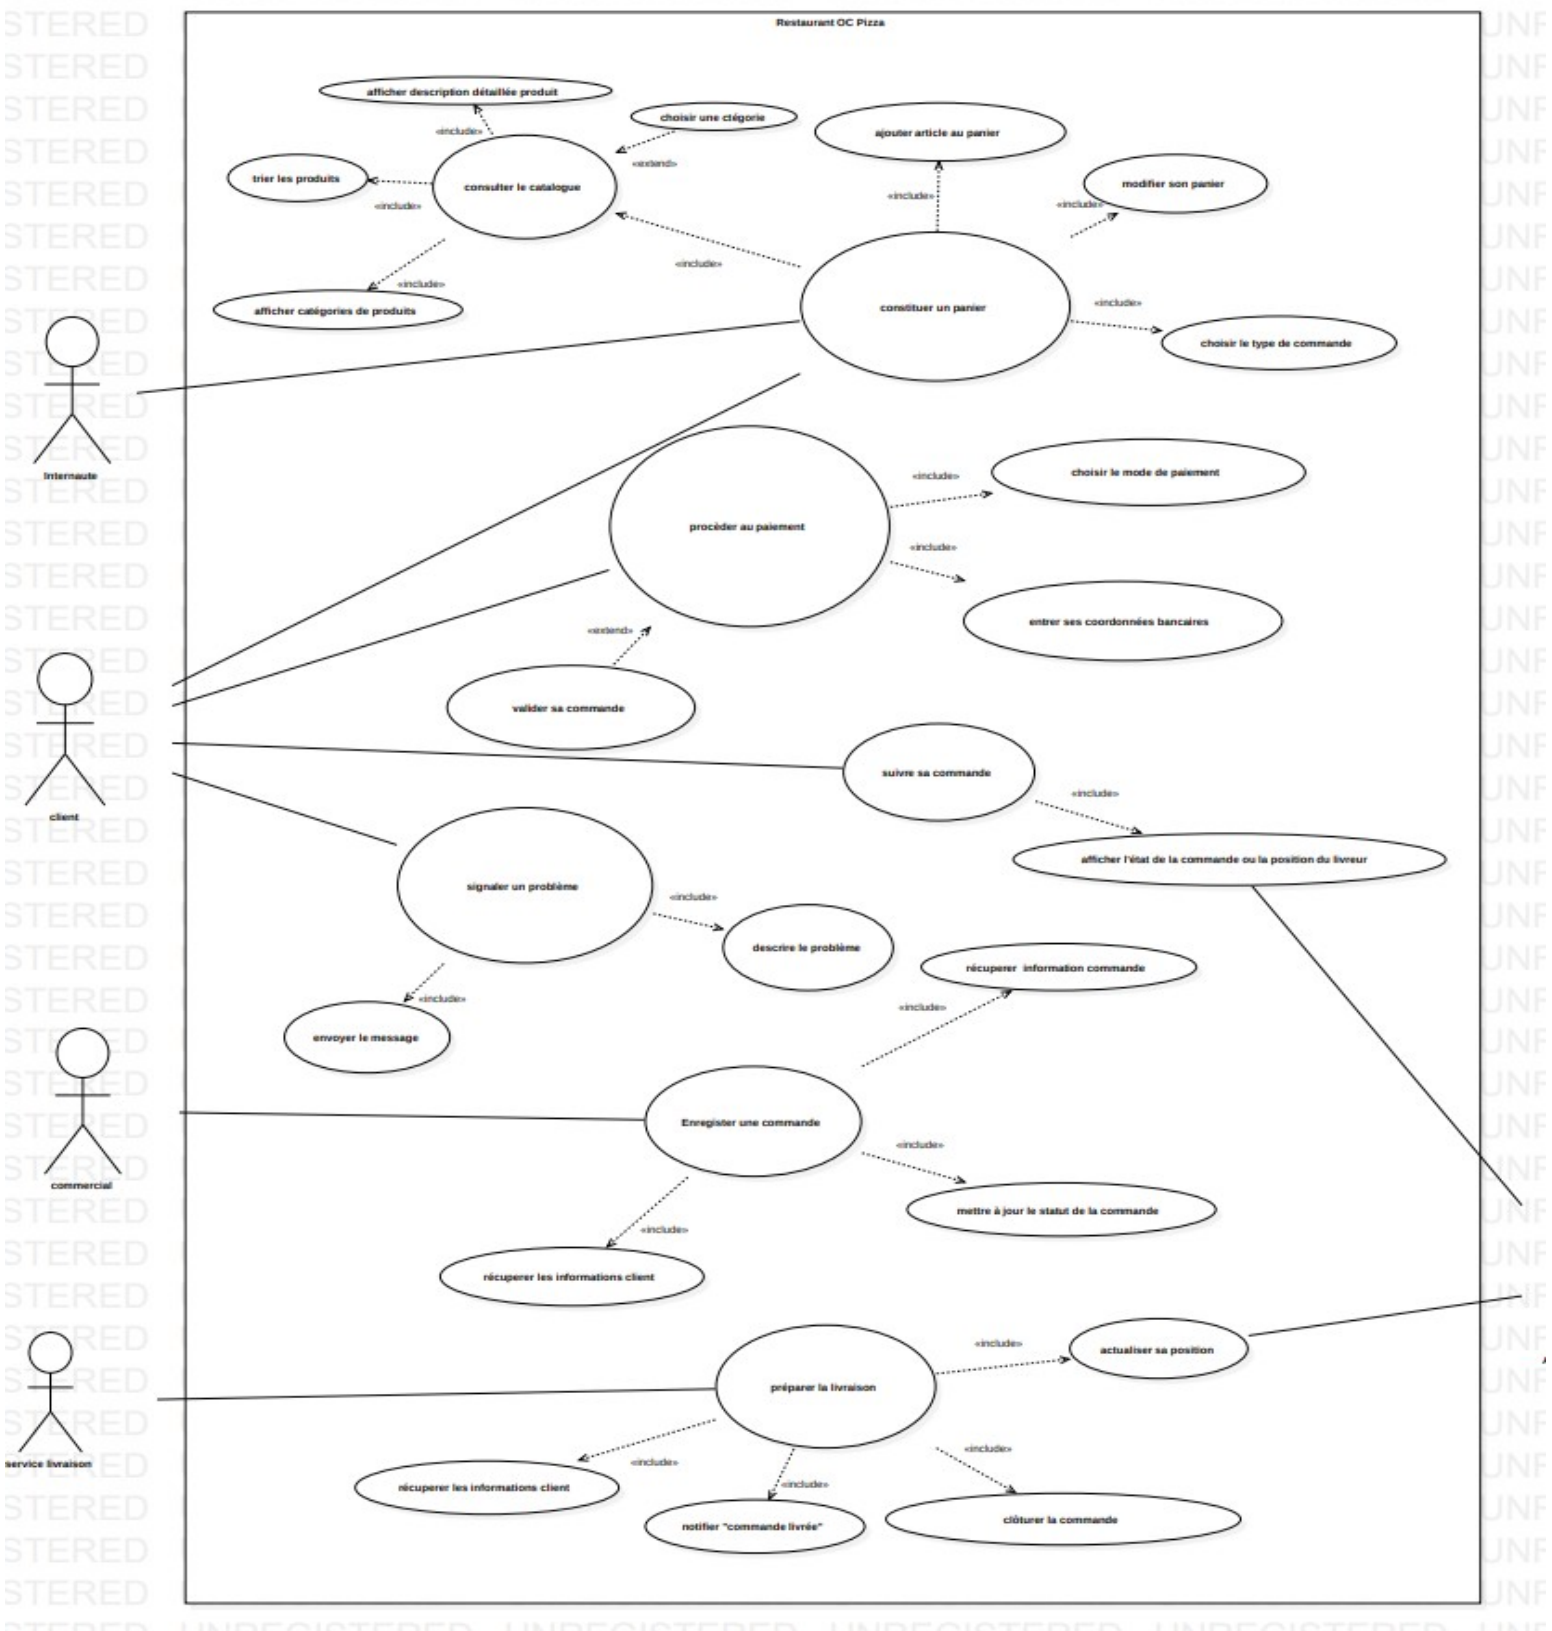 Restaurant OC Pizza
afficher description détaillée produit
«include»
choisir une ctégorie
«extend»
ajouter article au panier
trier les produits
«include»
consulter le catalogue
«include»
modifier son panier
«include»
«include»
«include»
afficher catégories de produits
constituer un panier
«include»
choisir le type de commande
Internaute
«include»
choisir le mode de paiement
procèder au paiement
«include»
entrer ses coordonnées bancaires
«extend»
valider sa commande
client
suivre sa commande
«include»
afficher l'état de la commande ou la position du livreur
signaler un problème
«include»
descrire le problème
récuperer information commande
«include»
«include»
envoyer le message
Enregister une commande
«include»
commercial
mettre à jour le statut de la commande
«include»
récuperer les informations client
«include»
actualiser sa position
préparer la livraison
service livraison
«include»
«include»
récuperer les informations client
«include»
notifier "commande livrée"
clôturer la commande
UNREGISTERED UNREGISTERED UNREGISTERED UNREGISTERED